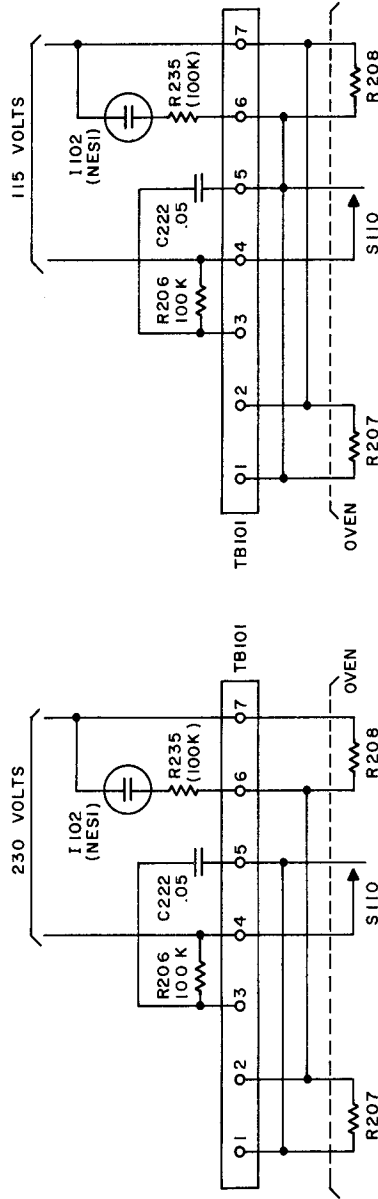 230 VOLTS
I 102
(NE51)
R235
(100K)
C222
.05
R206
100 K
TB101
1
2
3
4
5
6
7
OVEN
R207
S110
R208
115 VOLTS
I102
(NE51)
R235
(100K)
C222
.05
R206
100 K
TB101
1
2
3
4
5
6
7
OVEN
R207
S110
R208